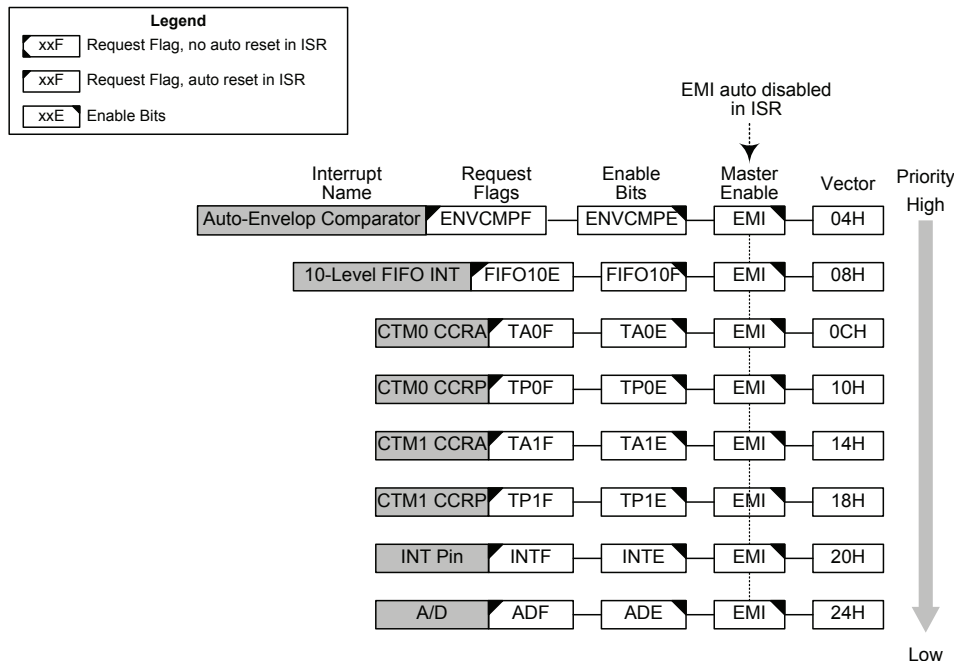 Legend
xxF Request Flag, no auto reset in ISR
xxF Request Flag, auto reset in ISR
xxE Enable Bits
EMI auto disabled
in ISR
Interrupt
Name
Request
Flags
Enable
Bits
Master
Enable
Vector
Priority
High
Auto-Envelop Comparator ENVCMPF ENVCMPE EMI 04H
10-Level FIFO INT FIFO10E FIFO10F EMI 08H
CTM0 CCRA TA0F TA0E EMI 0CH
CTM0 CCRP TP0F TP0E EMI 10H
CTM1 CCRA TA1F TA1E EMI 14H
CTM1 CCRP TP1F TP1E EMI 18H
INT Pin INTF INTE EMI 20H
A/D ADF ADE EMI 24H
Low